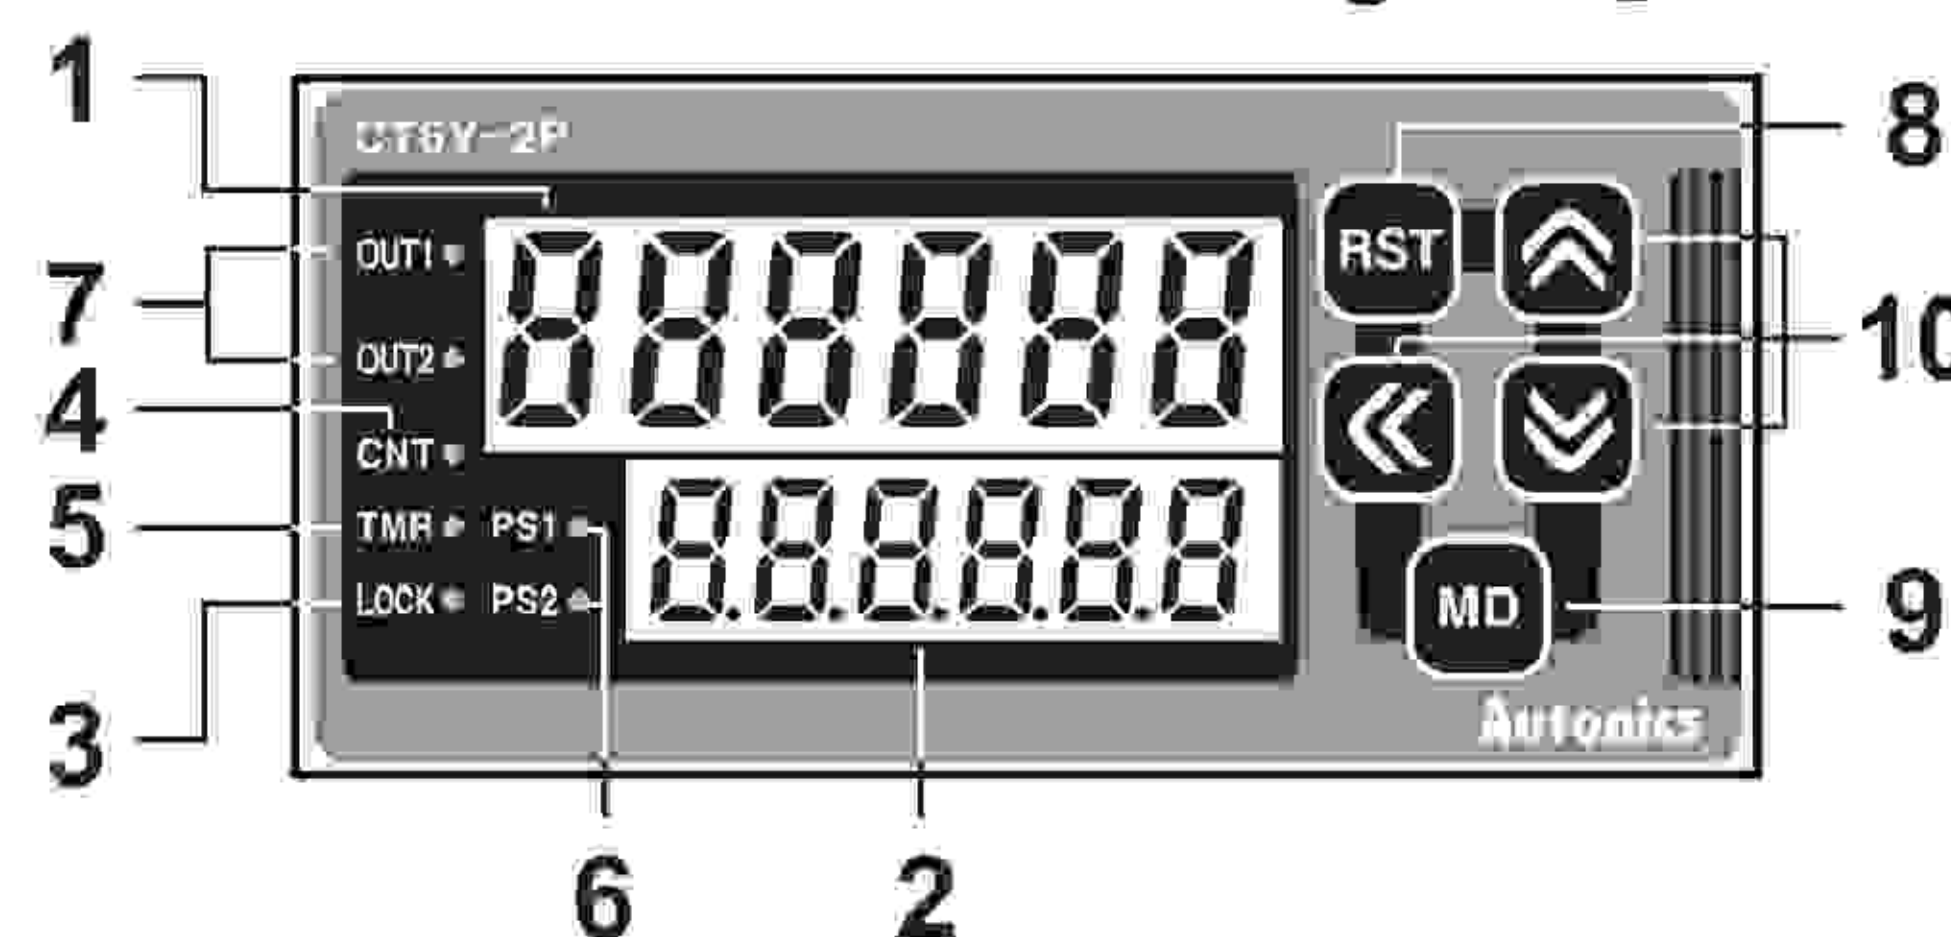 1
8
CT6Y-2P
OUT1
RST
7
10
OUT2
4
CNT
5
TMR PS1
LOCK PS2
MD
9
3
Autonics
6 2